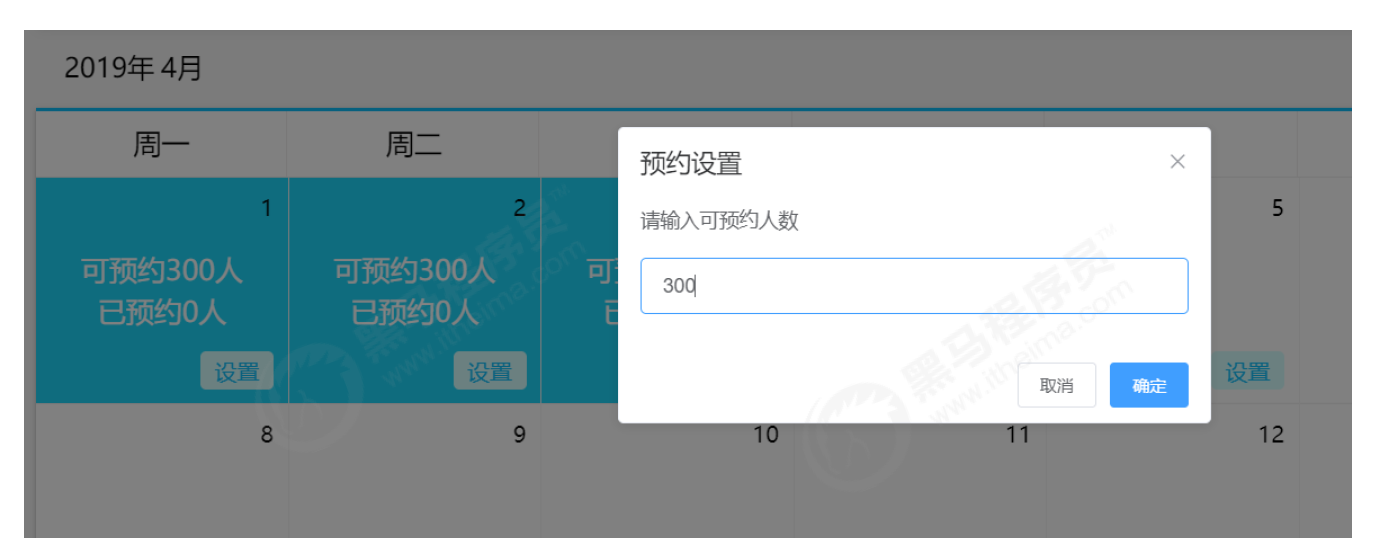 2019年 4月
周一
周二
预约设置
请输入可预约人数
300
取消
确定
1
可预约300人
已预约0人
设置
2
可预约300人
已预约0人
设置
可
5
设置
8
9
10
11
12
黑马程序员
www.itheima.com
黑马程序员
www.itheima.com